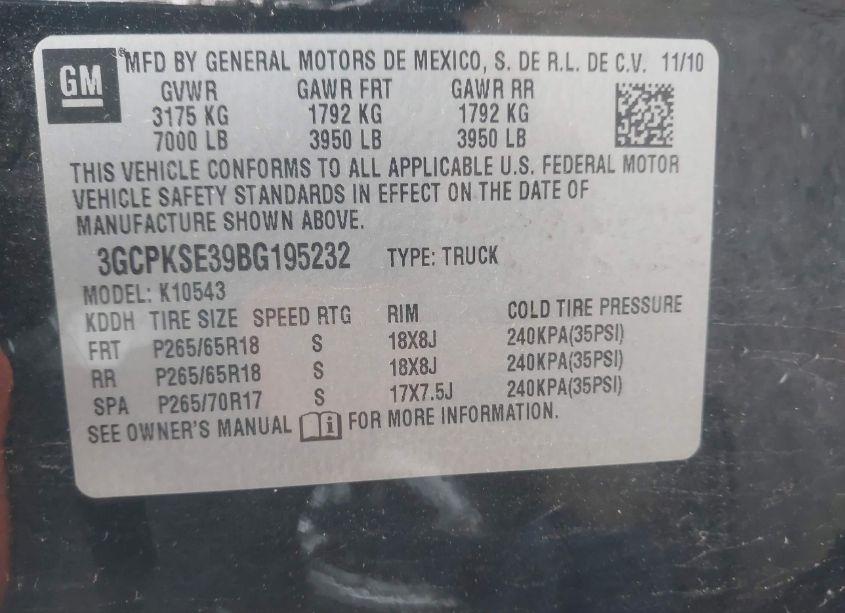 GM
® MFD BY GENERAL MOTORS DE MEXICO, S. DE R.L. DE C.V. 11/10
GVWR GAWR FRT GAWR RR
3175 KG 1792 KG 1792 KG
7000 LB 3950 LB 3950 LB
THIS VEHICLE CONFORMS TO ALL APPLICABLE U.S. FEDERAL MOTOR
VEHICLE SAFETY STANDARDS IN EFFECT ON THE DATE OF
MANUFACTURE SHOWN ABOVE.
3GCPKSE39BG195232 TYPE: TRUCK
MODEL: K10543
KDDH TIRE SIZE SPEED RTG RIM COLD TIRE PRESSURE
FRT P265/65R18 S 18X8J 240KPA(35PSI)
RR P265/65R18 S 18X8J 240KPA(35PSI)
SPA P265/70R17 S 17X7.5J 240KPA(35PSI)
SEE OWNER'S MANUAL i FOR MORE INFORMATION.